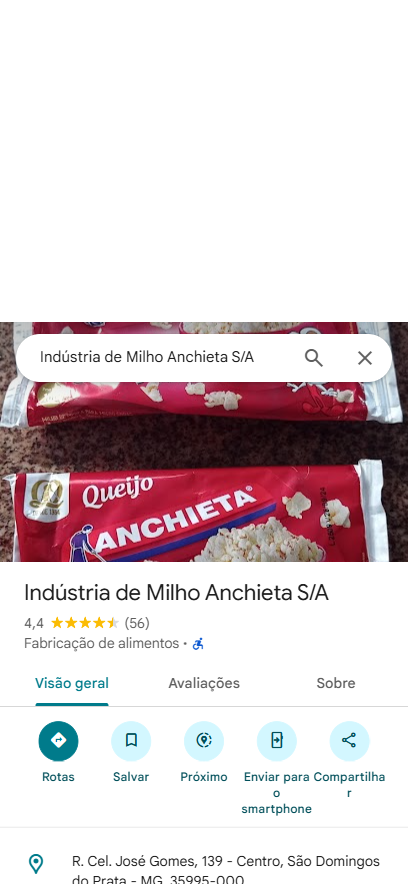 Indústria de Milho Anchieta S/A
Queijo
ANCHIETA
Indústria de Milho Anchieta S/A
4,4 (56)
Fabricação de alimentos •
Visão geral Avaliações Sobre
Rotas Salvar Próximo Enviar para o smartphone Compartilhar
R. Cel. José Gomes, 139 - Centro, São Domingos
do Prata - MG, 35995-000